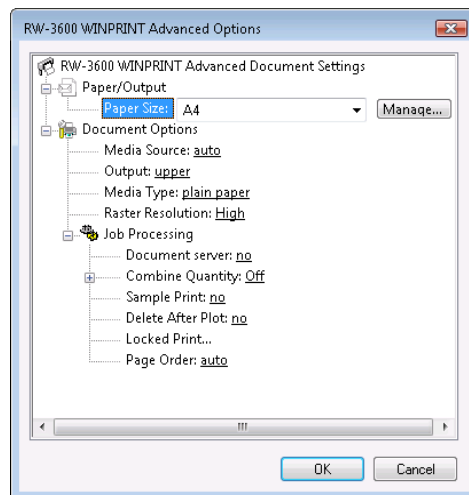 RW-3600 WINPRINT Advanced Options
RW-3600 WINPRINT Advanced Document Settings
Paper/Output
Paper Size: A4 Manage...
Document Options
Media Source: auto
Output: upper
Media Type: plain paper
Raster Resolution: High
Job Processing
Document server: no
Combine Quantity: Off
Sample Print: no
Delete After Plot: no
Locked Print...
Page Order: auto
OK Cancel